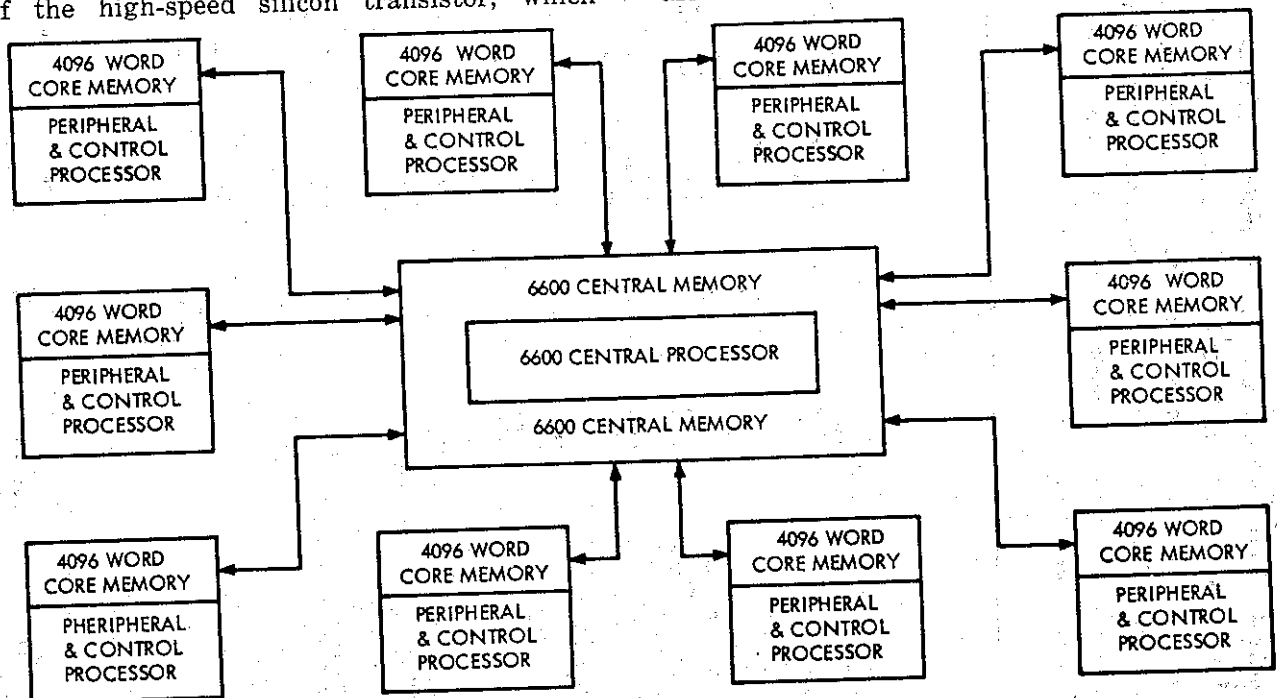 f the high-speed silicon transistor, which
4096 WORD
CORE MEMORY
PERIPHERAL
& CONTROL
PROCESSOR
4096 WORD
CORE MEMORY
PERIPHERAL
& CONTROL
PROCESSOR
4096 WORD
CORE MEMORY
PERIPHERAL
& CONTROL
PROCESSOR
4096 WORD
CORE MEMORY
PERIPHERAL
& CONTROL
PROCESSOR
4096 WORD
CORE MEMORY
PERIPHERAL
& CONTROL
PROCESSOR
6600 CENTRAL MEMORY
6600 CENTRAL PROCESSOR
6600 CENTRAL MEMORY
4096 WORD
CORE MEMORY
PERIPHERAL
& CONTROL
PROCESSOR
4096 WORD
CORE MEMORY
PHERIPHERAL
& CONTROL
PROCESSOR
4096 WORD
CORE MEMORY
PERIPHERAL
& CONTROL
PROCESSOR
4096 WORD
CORE MEMORY
PERIPHERAL
& CONTROL
PROCESSOR
4096 WORD
CORE MEMORY
PERIPHERAL
& CONTROL
PROCESSOR